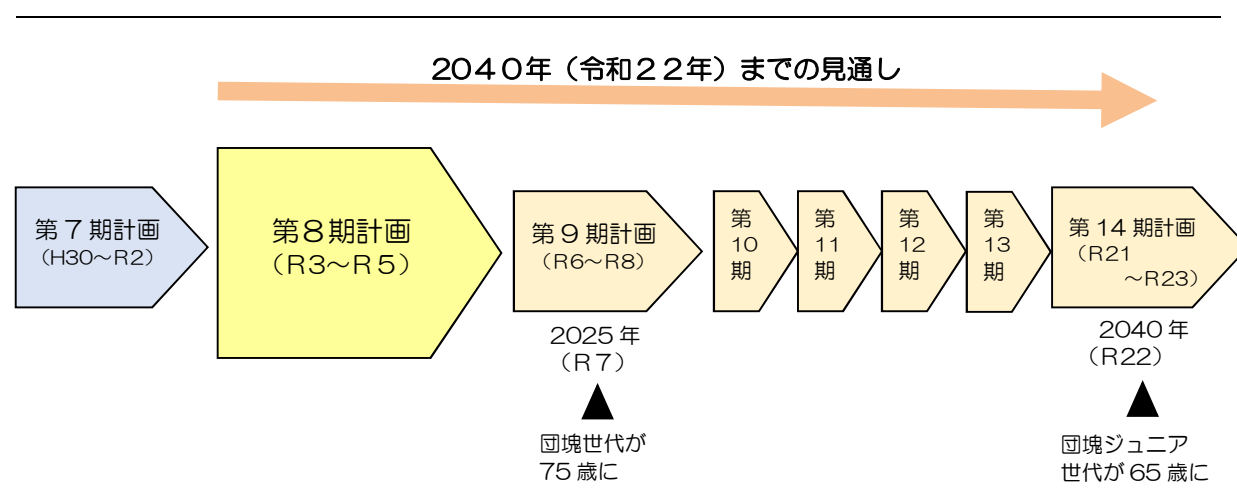 2040年（令和22年）までの見通し
第７期計画
（H30～R2）
第8期計画
（R3～R5）
第９期計画
（R6～R8）
第
10
期
第
11
期
第
12
期
第
13
期
第 14 期計画
（R21
～R23）
2025 年
（R７）
2040 年
（R22）
団塊世代が
75 歳に
団塊ジュニア
世代が 65 歳に